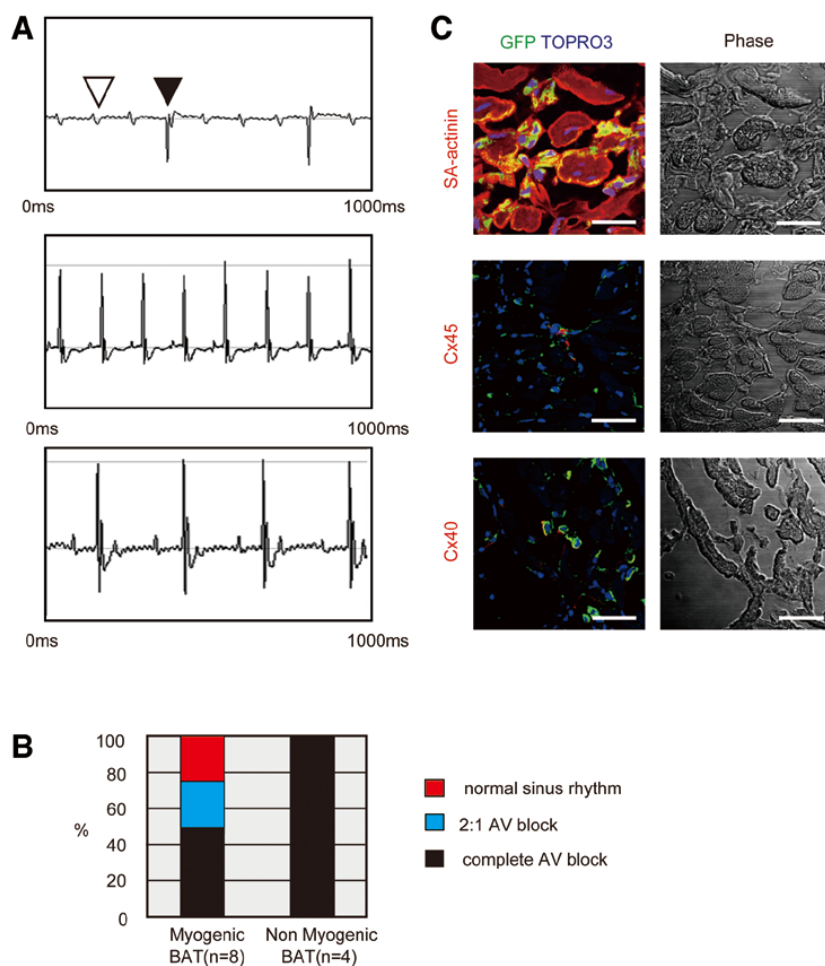 A
0ms 1000ms
0ms 1000ms
0ms 1000ms
C
GFP TOPRO3 Phase
SA-actinin
Cx45
Cx40
B
100
80
60
40
20
0
%
Myogenic BAT(n=8)
Non Myogenic BAT(n=4)
normal sinus rhythm
2:1 AV block
complete AV block